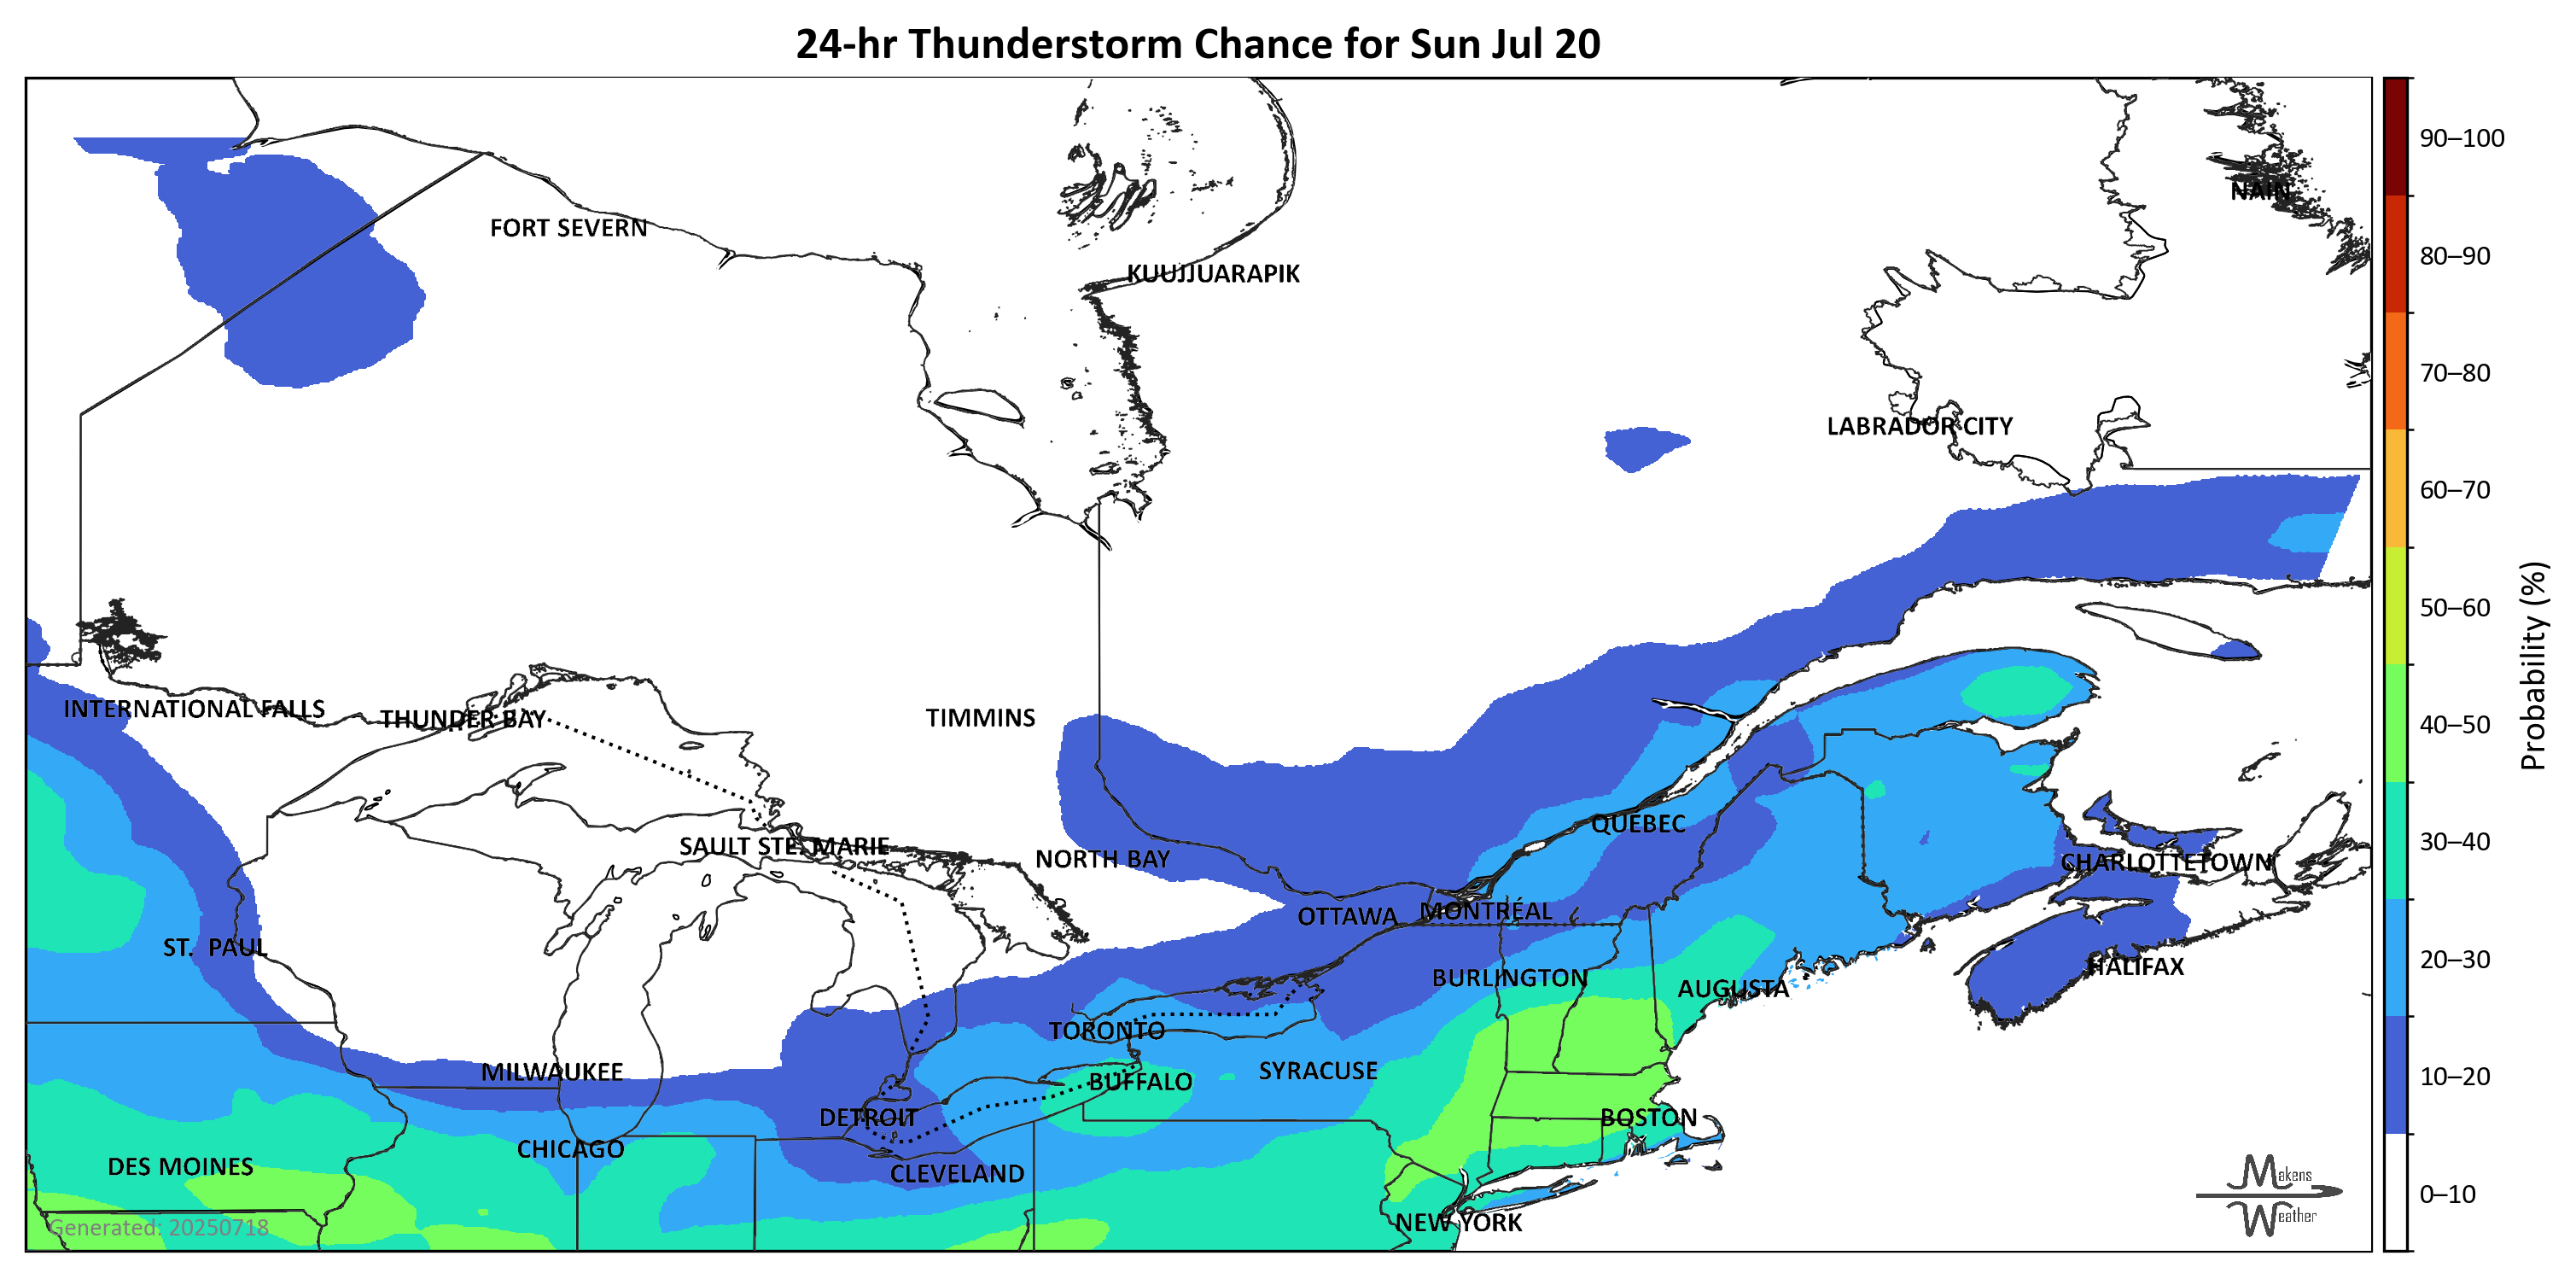 24-hr Thunderstorm Chance for Sun Jul 20
90–100
NAIN
FORT SEVERN
80–90
KUUJJUARAPIK
70–80
LABRADOR CITY
60–70
50–60
Probability (%)
INTERNATIONAL FALLS
THUNDER BAY
TIMMINS
40–50
QUEBEC
30–40
SAULT STE. MARIE
NORTH BAY
CHARLOTTETOWN
OTTAWA
MONTRÉAL
ST. PAUL
20–30
HALIFAX
BURLINGTON
AUGUSTA
TORONTO
MILWAUKEE
SYRACUSE
BUFFALO
10–20
DETROIT
BOSTON
CHICAGO
DES MOINES
CLEVELAND
Makens
Weather
0–10
NEW YORK
Generated: 20250718